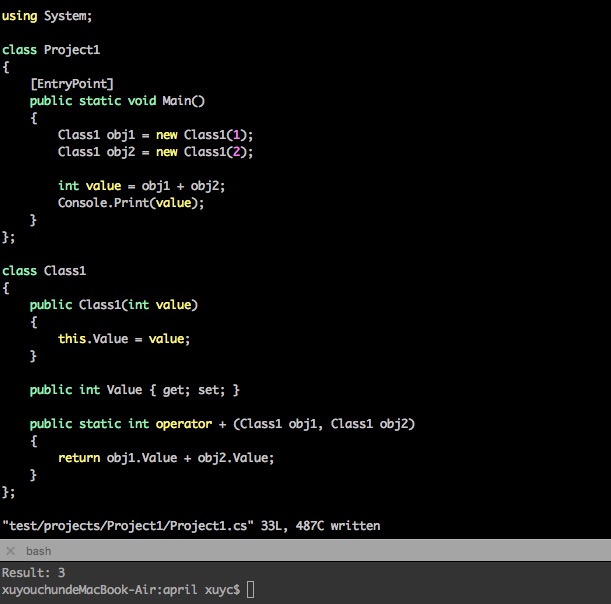 using System;
class Project1
{
    [EntryPoint]
    public static void Main()
    {
        Class1 obj1 = new Class1(1);
        Class1 obj2 = new Class1(2);
        int value = obj1 + obj2;
        Console.Print(value);
    }
};
class Class1
{
    public Class1(int value)
    {
        this.Value = value;
    }
    public int Value { get; set; }
    public static int operator + (Class1 obj1, Class1 obj2)
    {
        return obj1.Value + obj2.Value;
    }
};
"test/projects/Project1/Project1.cs" 33L, 487C written
× bash
Result: 3
xuyouchundeMacBook-Air:april xuyc$